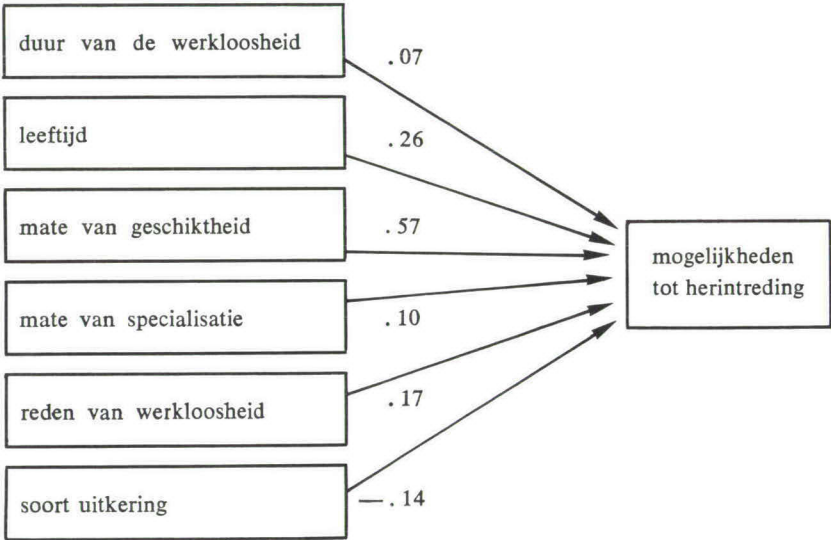 duur van de werkloosheid
.07
leeftijd
.26
mate van geschiktheid
.57
mate van specialisatie
.10
reden van werkloosheid
.17
soort uitkering
—.14
mogelijkheden
tot herintreding